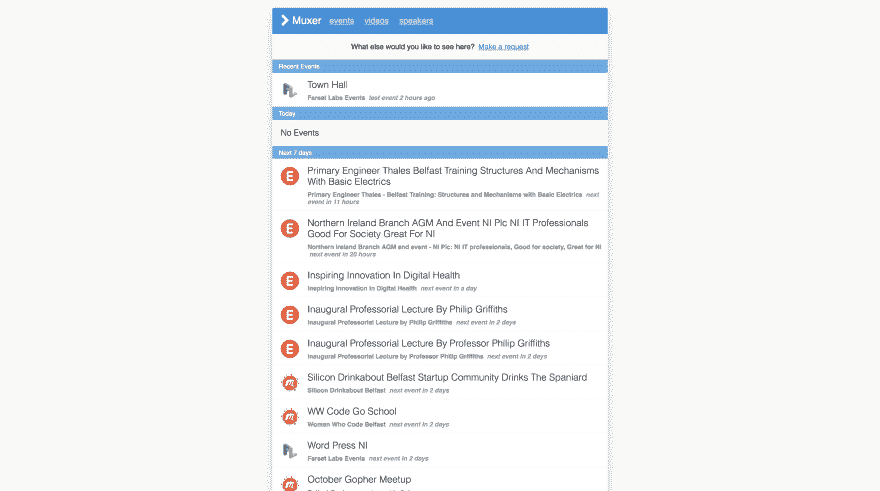 Muxer events videos speakers
What else would you like to see here? Make a request
Recent Events
Town Hall
Farset Labs Events last event 2 hours ago
Today
No Events
Next 7 days
Primary Engineer Thales Belfast Training Structures And Mechanisms
With Basic Electrics
Primary Engineer Thales - Belfast Training: Structures and Mechanisms with Basic Electrics next
event in 11 hours
Northern Ireland Branch AGM And Event NI Plc NI IT Professionals
Good For Society Great For NI
Northern Ireland Branch AGM and event - NI Plc: NI IT professionals, Good for society, Great for NI
next event in 20 hours
Inspiring Innovation In Digital Health
Inspiring Innovation in Digital Health next event in a day
Inaugural Professorial Lecture By Philip Griffiths
Inaugural Professorial Lecture by Philip Griffiths next event in 2 days
Inaugural Professorial Lecture By Professor Philip Griffiths
Inaugural Professorial Lecture by Professor Philip Griffiths next event in 2 days
Silicon Drinkabout Belfast Startup Community Drinks The Spaniard
Silicon Drinkabout Belfast next event in 2 days
WW Code Go School
Women Who Code Belfast next event in 2 days
Word Press NI
Farset Labs Events next event in 2 days
October Gopher Meetup